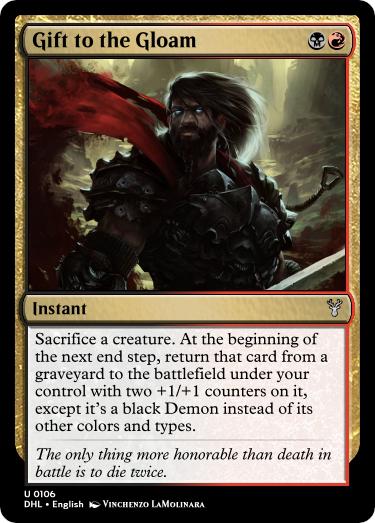 Gift to the Gloam
Instant
Sacrifice a creature. At the beginning of
the next end step, return that card from a
graveyard to the battlefield under your
control with two +1/+1 counters on it,
except it's a black Demon instead of its
other colors and types.
The only thing more honorable than death in
battle is to die twice.
U 0106
DHL • English Vinchenzo LaMolinara